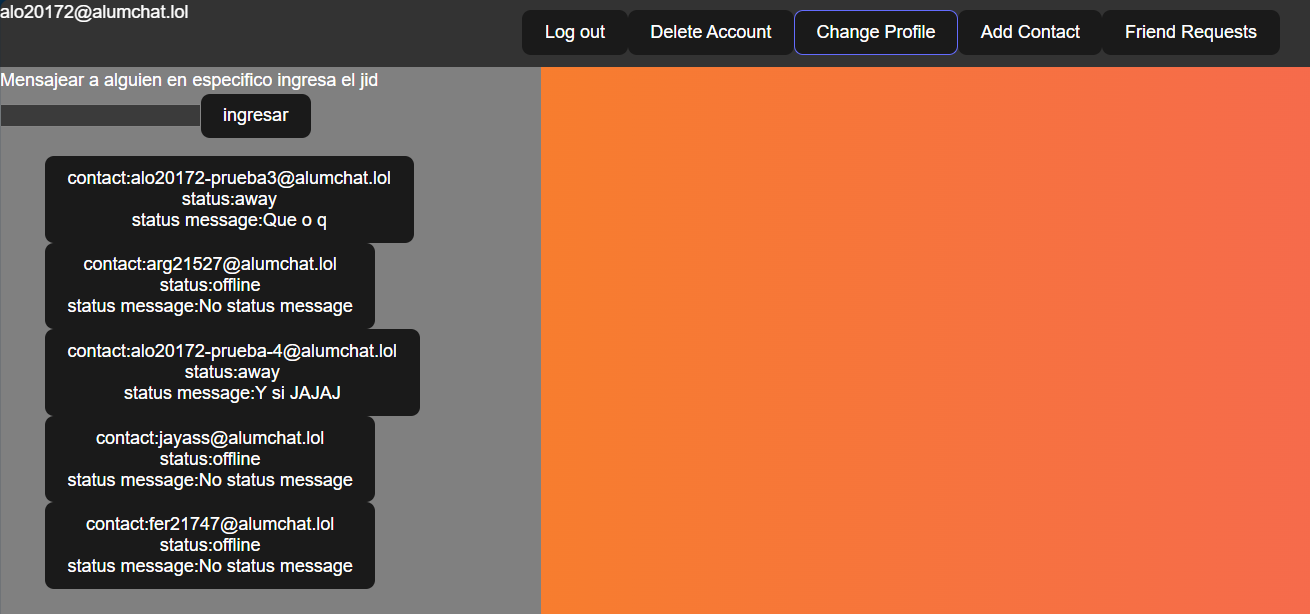 alo20172@alumchat.lol
Log out
Delete Account
Change Profile
Add Contact
Friend Requests
Mensajear a alguien en especifico ingresa el jid
ingresar
contact:alo20172-prueba3@alumchat.lol
status:away
status message:Que o q
contact:arg21527@alumchat.lol
status:offline
status message:No status message
contact:alo20172-prueba-4@alumchat.lol
status:away
status message:Y si JAJAJ
contact:jayass@alumchat.lol
status:offline
status message:No status message
contact:fer21747@alumchat.lol
status:offline
status message:No status message